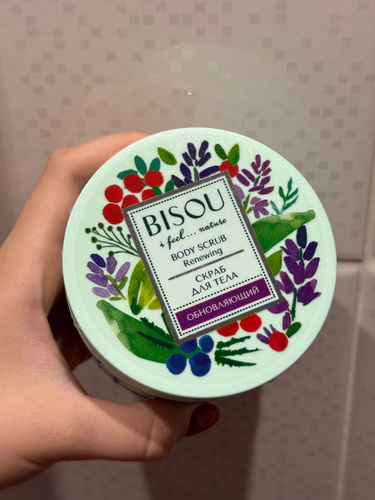 BISOU
i feel... nature
BODY SCRUB
Renewing
СКРАБ
ДЛЯ ТЕЛА
ОБНОВЛЯЮЩИЙ